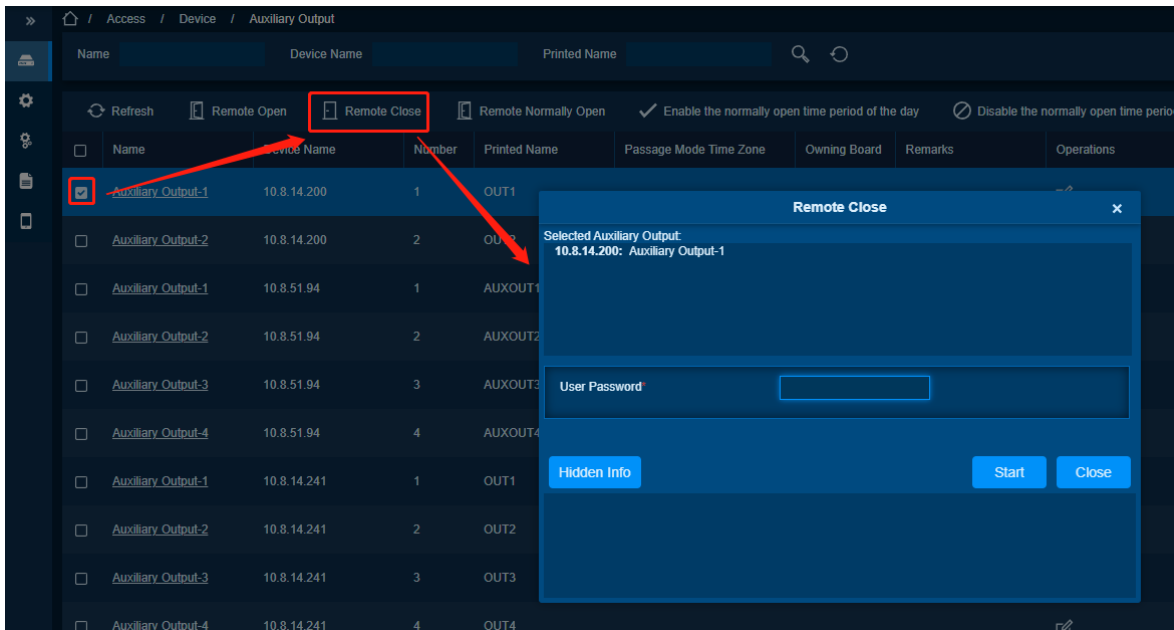 » / Access / Device / Auxiliary Output
Name Device Name Printed Name
Refresh Remote Open Remote Close Remote Normally Open Enable the normally open time period of the day Disable the normally open time perio
Name Device Name Number Printed Name Passage Mode Time Zone Owning Board Remarks Operations
Auxiliary Output-1 10.8.14.200 1 OUT1
Auxiliary Output-2 10.8.14.200 2
Auxiliary Output-1 10.8.51.94 1 AUXOUT1
Auxiliary Output-2 10.8.51.94 2 AUXOUT2
Auxiliary Output-3 10.8.51.94 3 AUXOUT3
Auxiliary Output-4 10.8.51.94 4 AUXOUT4
Auxiliary Output-1 10.8.14.241 1 OUT1
Auxiliary Output-2 10.8.14.241 2 OUT2
Auxiliary Output-3 10.8.14.241 3 OUT3
Auxiliary Output-4 10.8.14.241 4 OUT4
Remote Close ×
Selected Auxiliary Output:
10.8.14.200: Auxiliary Output-1
User Password*
Hidden Info Start Close